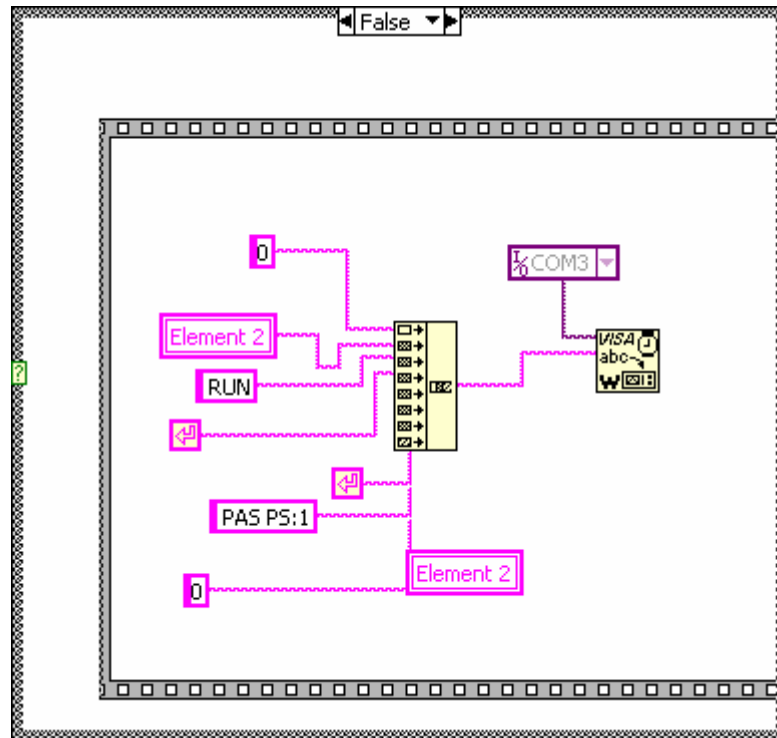 False
0
COM3
Element 2
VISA
abc
RUN
W
PAS PS:1
Element 2
0
?